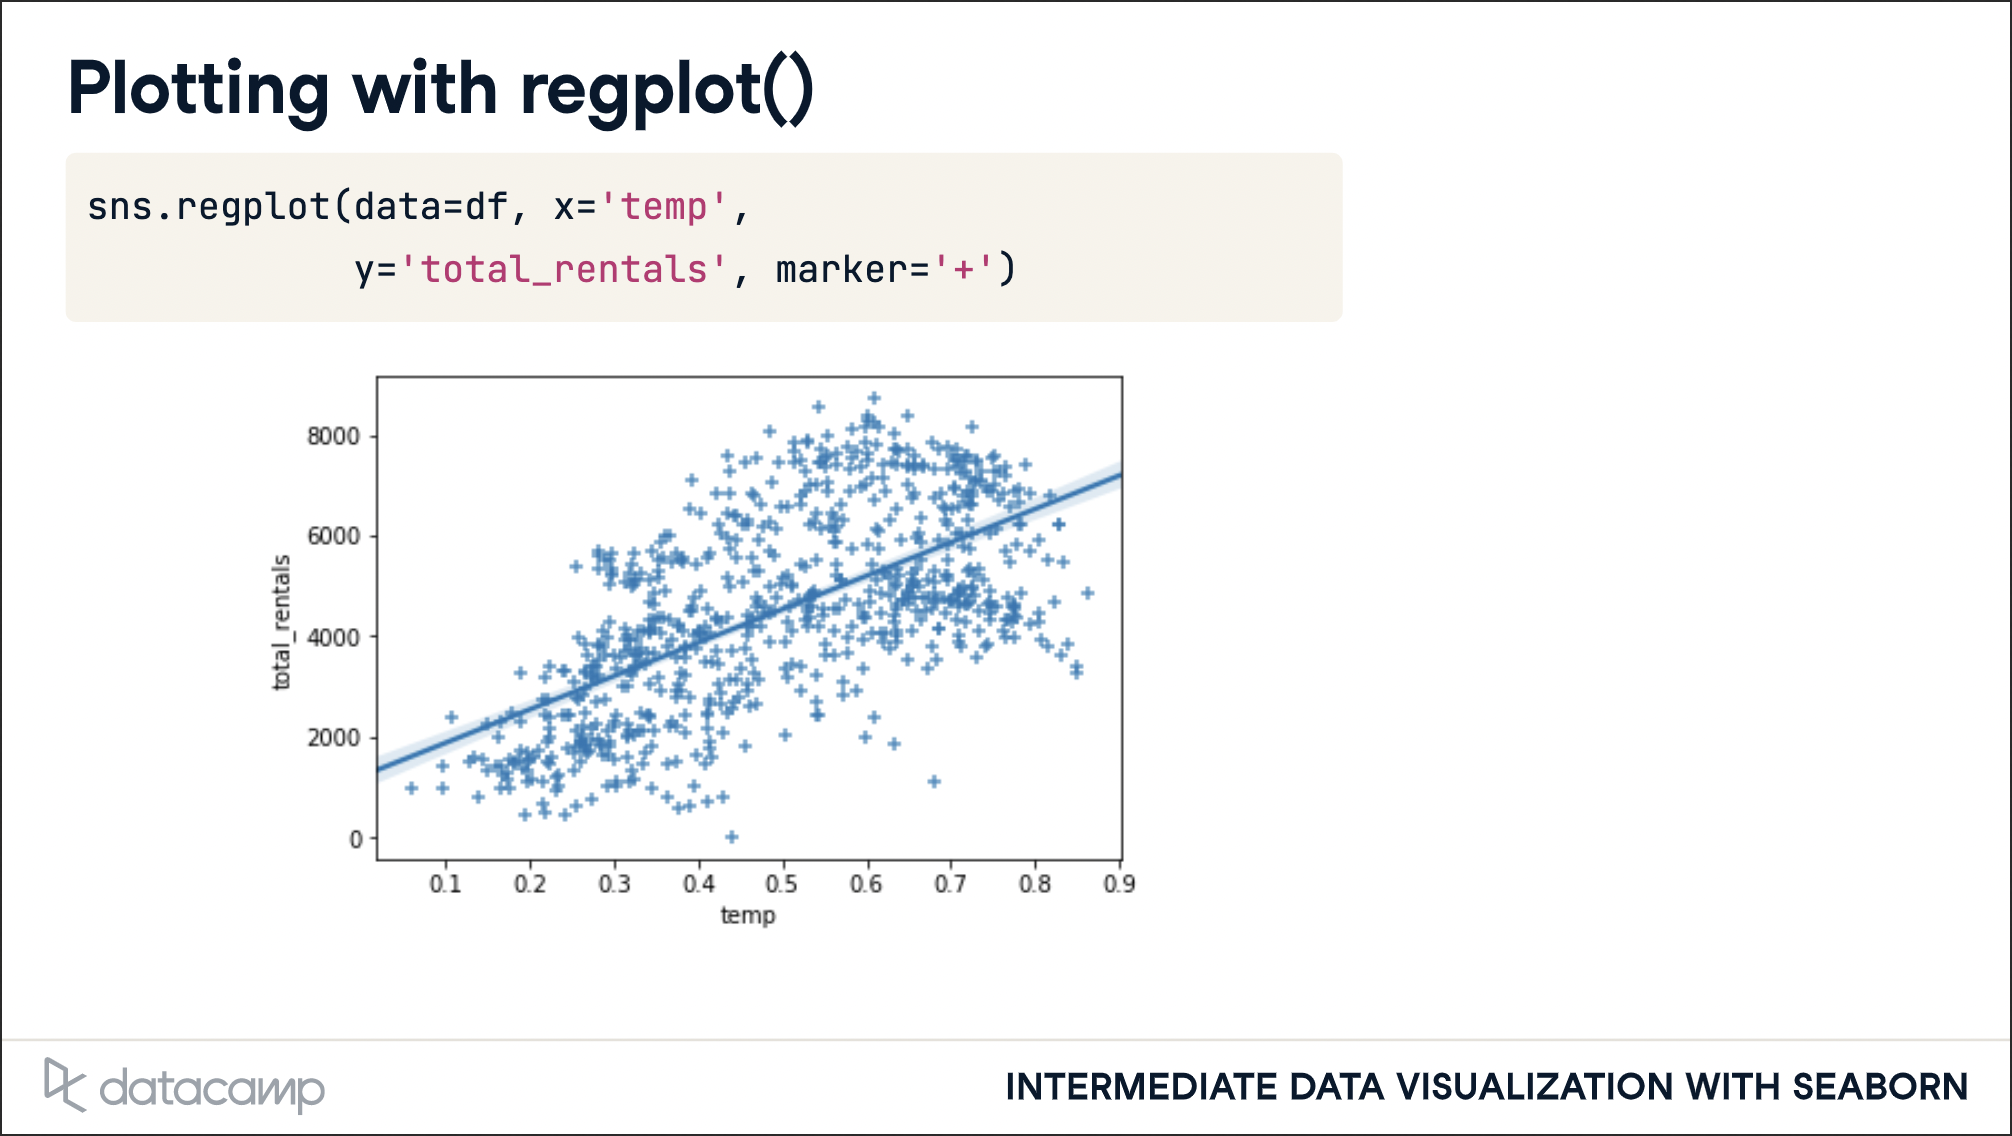 Plotting with regplot()
sns.regplot(data=df, x='temp',
y='total_rentals', marker='+')
8000
6000
4000
2000
0
total_rentals
0.1 0.2 0.3 0.4 0.5 0.6 0.7 0.8 0.9
temp
datacamp
INTERMEDIATE DATA VISUALIZATION WITH SEABORN